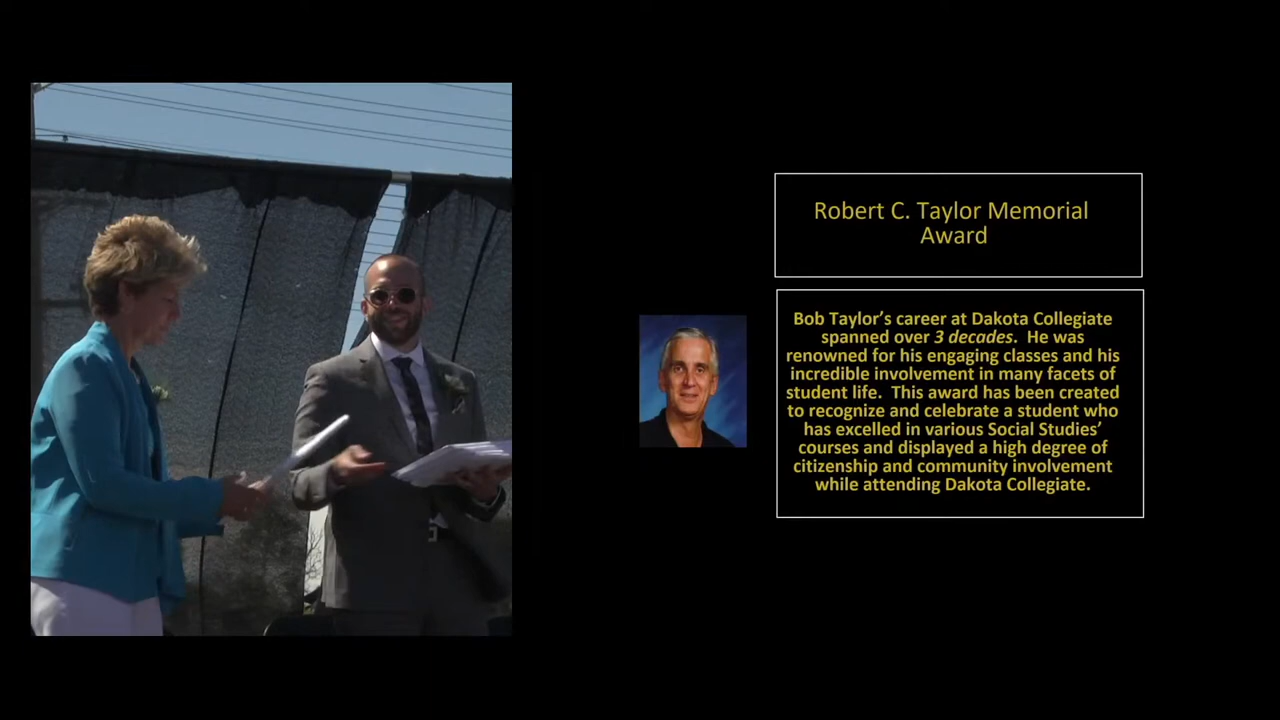 Robert C. Taylor Memorial
Award
Bob Taylor’s career at Dakota Collegiate
spanned over 3 decades.  He was
renowned for his engaging classes and his
incredible involvement in many facets of
student life.  This award has been created
to recognize and celebrate a student who
has excelled in various Social Studies’
courses and displayed a high degree of
citizenship and community involvement
while attending Dakota Collegiate.